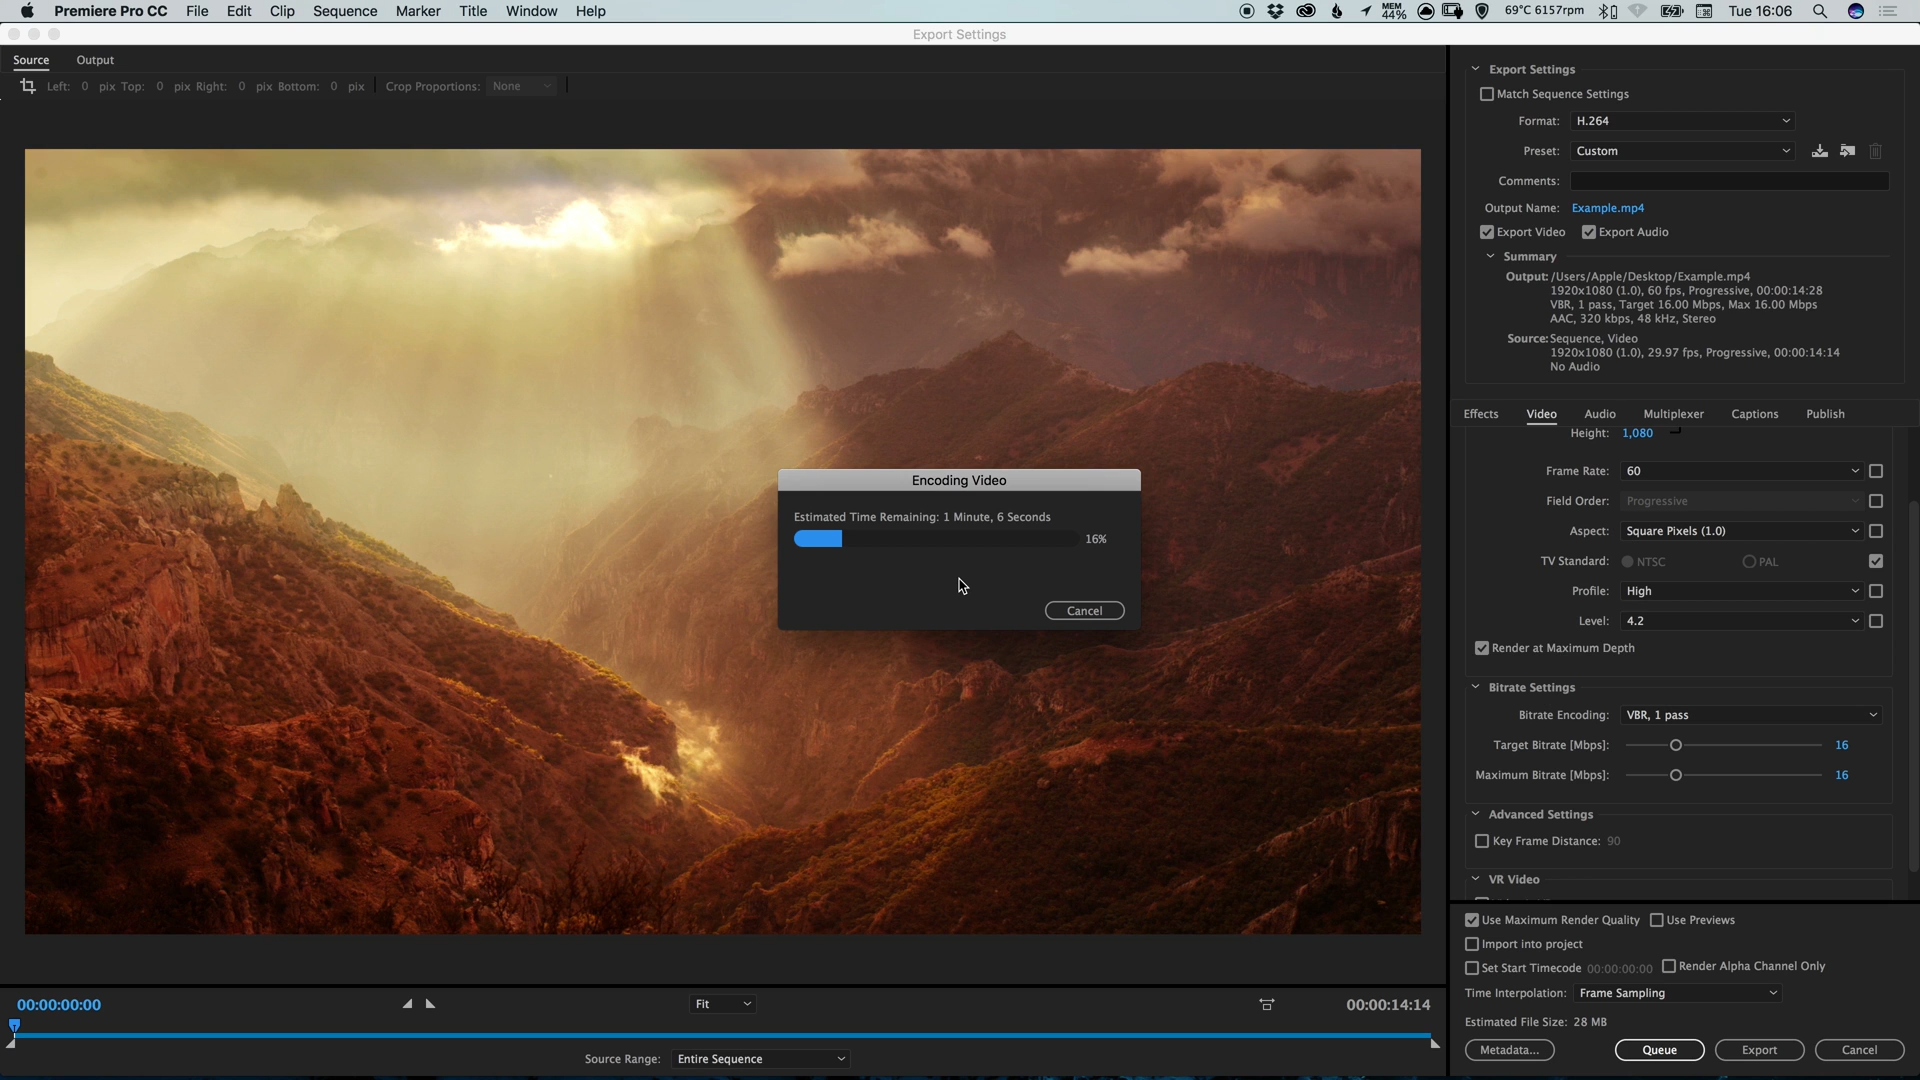 Premiere Pro CC File Edit Clip Sequence Marker Title Window Help MEM 44% 69°C 6157rpm Tue 16:06
Export Settings
Source Output
Left: 0 pix Top: 0 pix Right: 0 pix Bottom: 0 pix Crop Proportions: None
Export Settings
Match Sequence Settings
Format: H.264
Preset: Custom
Comments:
Output Name: Example.mp4
Export Video Export Audio
Summary
Output: /Users/Apple/Desktop/Example.mp4
1920x1080 (1.0), 60 fps, Progressive, 00:00:14:28
VBR, 1 pass, Target 16.00 Mbps, Max 16.00 Mbps
AAC, 320 kbps, 48 kHz, Stereo
Source: Sequence, Video
1920x1080 (1.0), 29.97 fps, Progressive, 00:00:14:14
No Audio
Effects Video Audio Multiplexer Captions Publish
Height: 1,080
Frame Rate: 60
Field Order: Progressive
Aspect: Square Pixels (1.0)
TV Standard: NTSC PAL
Profile: High
Level: 4.2
Render at Maximum Depth
Bitrate Settings
Bitrate Encoding: VBR, 1 pass
Target Bitrate [Mbps]: 16
Maximum Bitrate [Mbps]: 16
Advanced Settings
Key Frame Distance: 90
VR Video
Use Maximum Render Quality Use Previews
Import into project
Set Start Timecode 00:00:00:00 Render Alpha Channel Only
Time Interpolation: Frame Sampling
Estimated File Size: 28 MB
Metadata... Queue Export Cancel
Encoding Video
Estimated Time Remaining: 1 Minute, 6 Seconds
16%
Cancel
00:00:00:00 Fit 00:00:14:14
Source Range: Entire Sequence